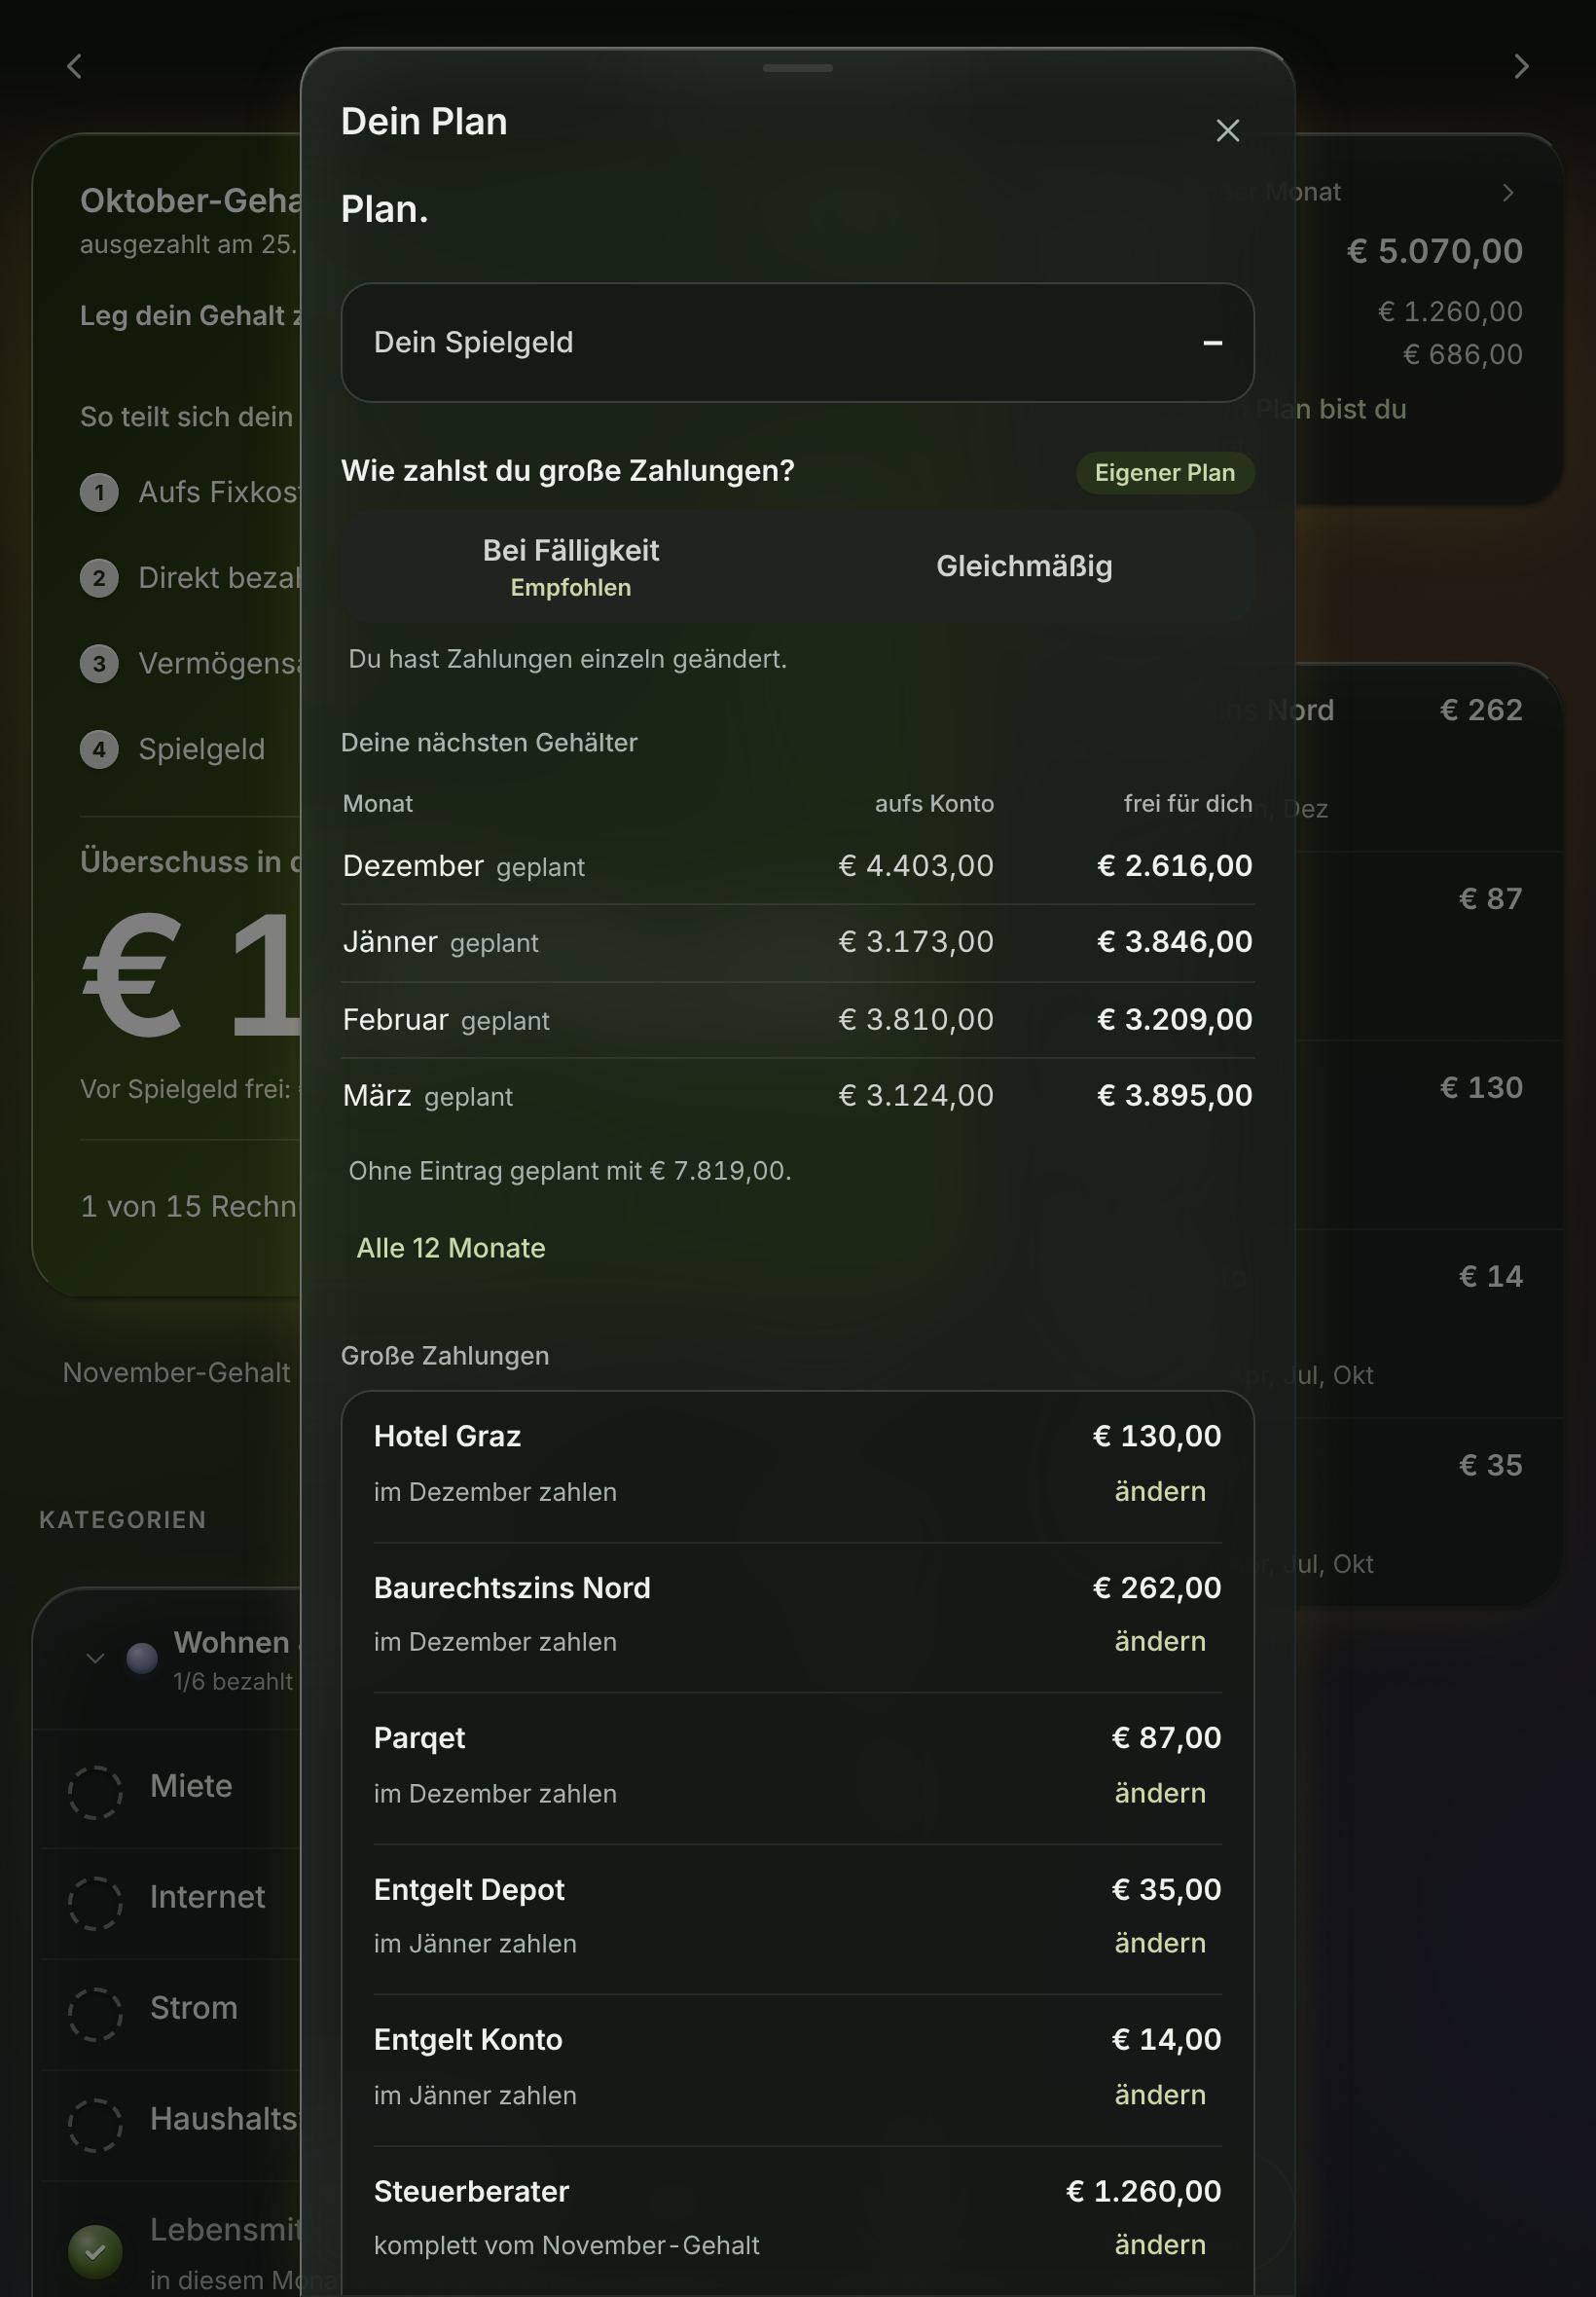 Dein Plan
Plan.
Dein Spielgeld –
Wie zahlst du große Zahlungen? Eigener Plan
Bei Fälligkeit Gleichmäßig
Empfohlen
Du hast Zahlungen einzeln geändert.
Deine nächsten Gehälter
Monat aufs Konto frei für dich
Dezember geplant € 4.403,00 € 2.616,00
Jänner geplant € 3.173,00 € 3.846,00
Februar geplant € 3.810,00 € 3.209,00
März geplant € 3.124,00 € 3.895,00
Ohne Eintrag geplant mit € 7.819,00.
Alle 12 Monate
Große Zahlungen
Hotel Graz € 130,00
im Dezember zahlen ändern
Baurechtszins Nord € 262,00
im Dezember zahlen ändern
Parqet € 87,00
im Dezember zahlen ändern
Entgelt Depot € 35,00
im Jänner zahlen ändern
Entgelt Konto € 14,00
im Jänner zahlen ändern
Steuerberater € 1.260,00
komplett vom November-Gehalt ändern
ausgezahlt am 25.
Leg dein Gehalt
So teilt sich dein
1 Aufs
2 Direkt
3
4 Spielgeld
Überschuss in
€ 1
Vor Spielgeld frei:
1 von 15
November-Gehalt
KATEGORIEN
Wohnen
1/6 bezahlt
Miete
Internet
Strom
in diesem
Monat
€ 5.070,00
€ 1.260,00
€ 686,00
Plan bist du
Nord € 262
Dez
€ 87
€ 130
€ 14
Jul, Okt
€ 35
Jul, Okt